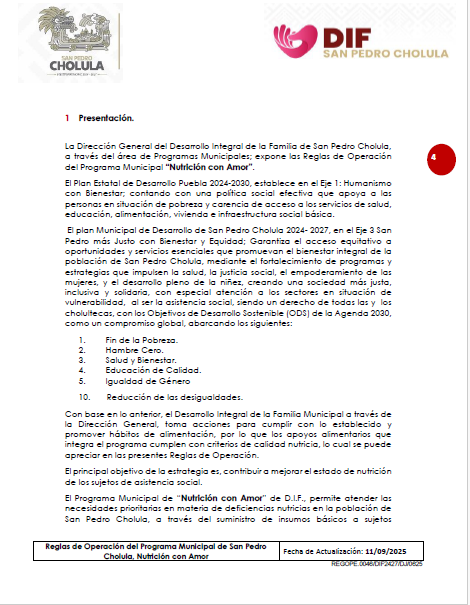 SAN PEDRO
CHOLULA
DIF
SAN PEDRO CHOLULA
1 Presentación.
4
La Dirección General del Desarrollo Integral de la Familia de San Pedro Cholula,
a través del área de Programas Municipales; expone las Reglas de Operación
del Programa Municipal "Nutrición con Amor".
El Plan Estatal de Desarrollo Puebla 2024-2030, establece en el Eje 1: Humanismo
con Bienestar; contando con una política social efectiva que apoya a las
personas en situación de pobreza y carencia de acceso a los servicios de salud,
educación, alimentación, vivienda e infraestructura social básica.
El plan Municipal de Desarrollo de San Pedro Cholula 2024- 2027, en el Eje 3 San
Pedro más Justo con Bienestar y Equidad; Garantiza el acceso equitativo a
oportunidades y servicios esenciales que promuevan el bienestar integral de la
población de San Pedro Cholula, mediante el fortalecimiento de programas y
estrategias que impulsen la salud, la justicia social, el empoderamiento de las
mujeres, y el desarrollo pleno de la niñez, creando una sociedad más justa,
inclusiva y solidaria, con especial atención a los sectores en situación de
vulnerabilidad, al ser la asistencia social, siendo un derecho de todas las y los
cholultecas, con los Objetivos de Desarrollo Sostenible (ODS) de la Agenda 2030,
como un compromiso global, abarcando los siguientes:
1. Fin de la Pobreza.
2. Hambre Cero.
3. Salud y Bienestar.
4. Educación de Calidad.
5. Igualdad de Género
10. Reducción de las desigualdades.
Con base en lo anterior, el Desarrollo Integral de la Familia Municipal a través de
la Dirección General, toma acciones para cumplir con lo establecido y
promover hábitos de alimentación, por lo que los apoyos alimentarios que
integra el programa cumplen con criterios de calidad nutricia, lo cual se puede
apreciar en las presentes Reglas de Operación.
El principal objetivo de la estrategia es, contribuir a mejorar el estado de nutrición
de los sujetos de asistencia social.
El Programa Municipal de "Nutrición con Amor" de D.I.F., permite atender las
necesidades prioritarias en materia de deficiencias nutricias en la población de
San Pedro Cholula, a través del suministro de insumos básicos a sujetos
Reglas de Operación del Programa Municipal de San Pedro
Cholula, Nutrición con Amor
Fecha de Actualización: 11/09/2025
REGOPE.0046/DIF2427/DJ/0625